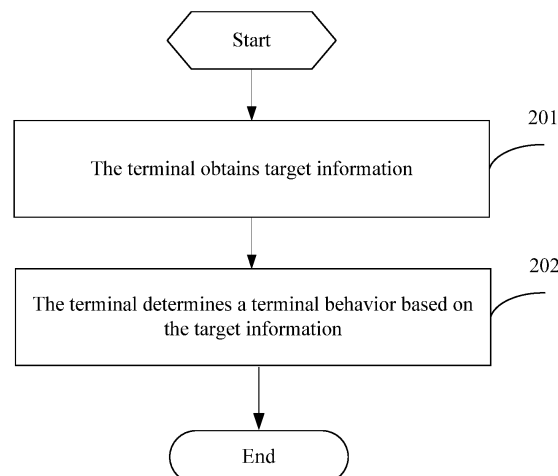 Start
201
The terminal obtains target information
202
The terminal determines a terminal behavior based on
the target information
End